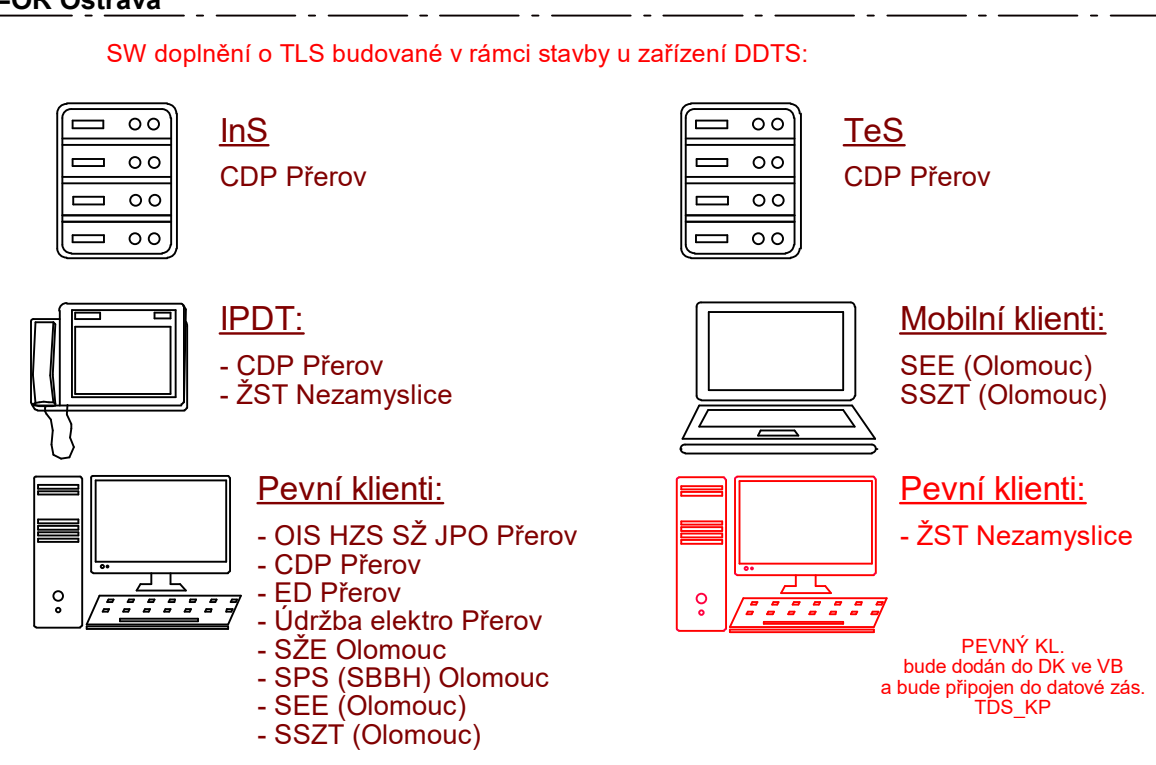 OŘ Ostrava
SW doplnění o TLS budované v rámci stavby u zařízení DDTS:
InS
CDP Přerov
TeS
CDP Přerov
IPDT:
- CDP Přerov
- ŽST Nezamyslice
Mobilní klienti:
SEE (Olomouc)
SSZT (Olomouc)
Pevní klienti:
- OIS HZS SŽ JPO Přerov
- CDP Přerov
- ED Přerov
- Údržba elektro Přerov
- SŽE Olomouc
- SPS (SBBH) Olomouc
- SEE (Olomouc)
- SSZT (Olomouc)
Pevní klienti:
- ŽST Nezamyslice
PEVNÝ KL.
bude dodán do DK ve VB
a bude připojen do datové zás.
TDS_KP